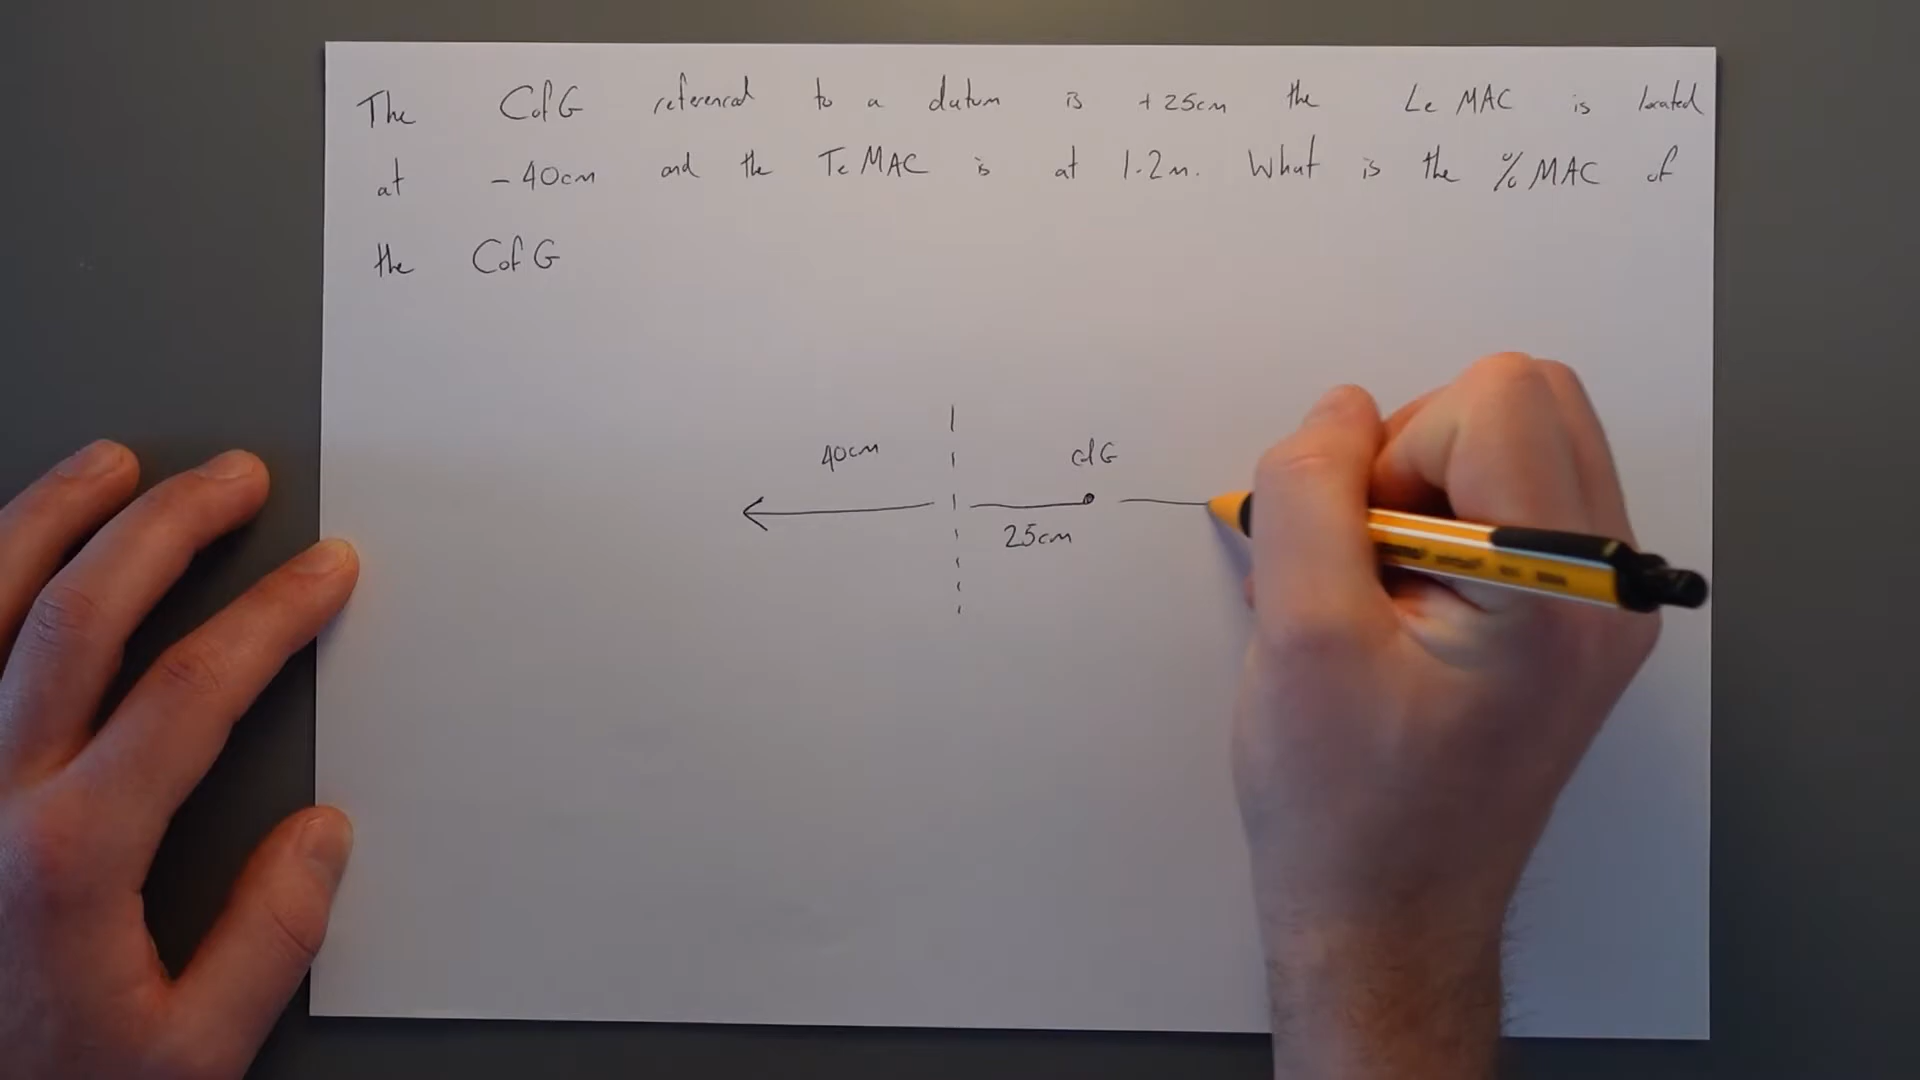 The CofG referenced to a datum is +25cm the Le MAC is located
at -40cm and the Te MAC is at 1.2m. What is the % MAC of
the CofG
40cm
CofG
25cm